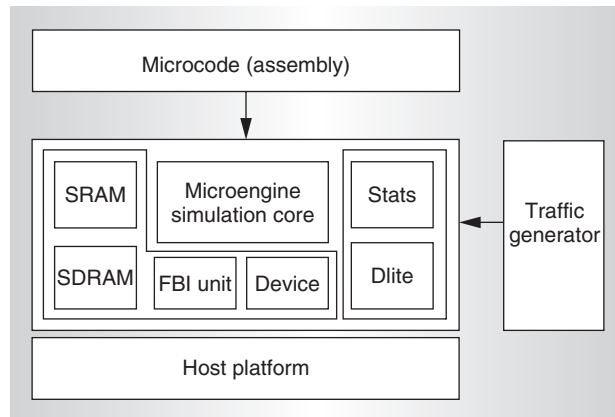 Microcode (assembly)
SRAM
Microengine
simulation core
Stats
Traffic
generator
SDRAM
FBI unit
Device
Dlite
Host platform